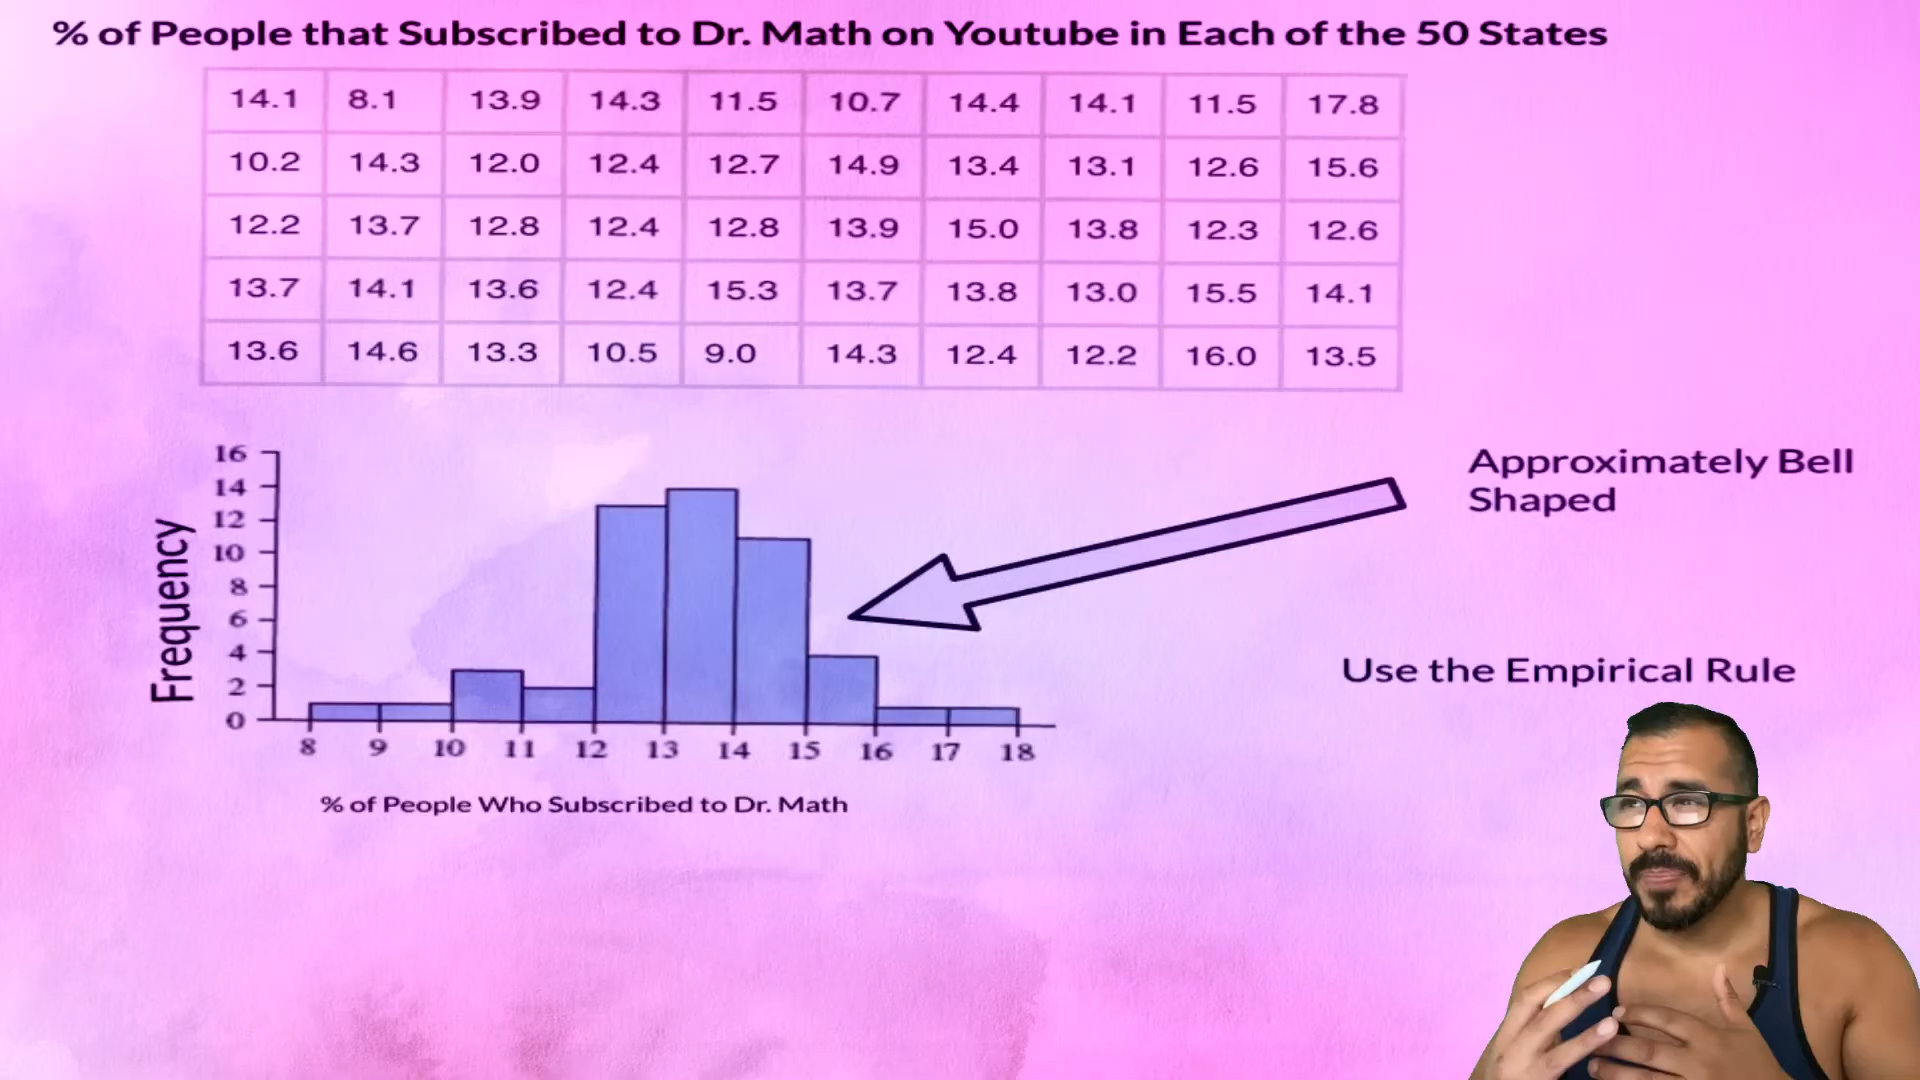 % of People that Subscribed to Dr. Math on Youtube in Each of the 50 States
14.1 8.1 13.9 14.3 11.5 10.7 14.4 14.1 11.5 17.8
10.2 14.3 12.0 12.4 12.7 14.9 13.4 13.1 12.6 15.6
12.2 13.7 12.8 12.4 12.8 13.9 15.0 13.8 12.3 12.6
13.7 14.1 13.6 12.4 15.3 13.7 13.8 13.0 15.5 14.1
13.6 14.6 13.3 10.5 9.0 14.3 12.4 12.2 16.0 13.5
Frequency
16
14
12
10
8
6
4
2
0
8 9 10 11 12 13 14 15 16 17 18
% of People Who Subscribed to Dr. Math
Approximately Bell
Shaped
Use the Empirical Rule